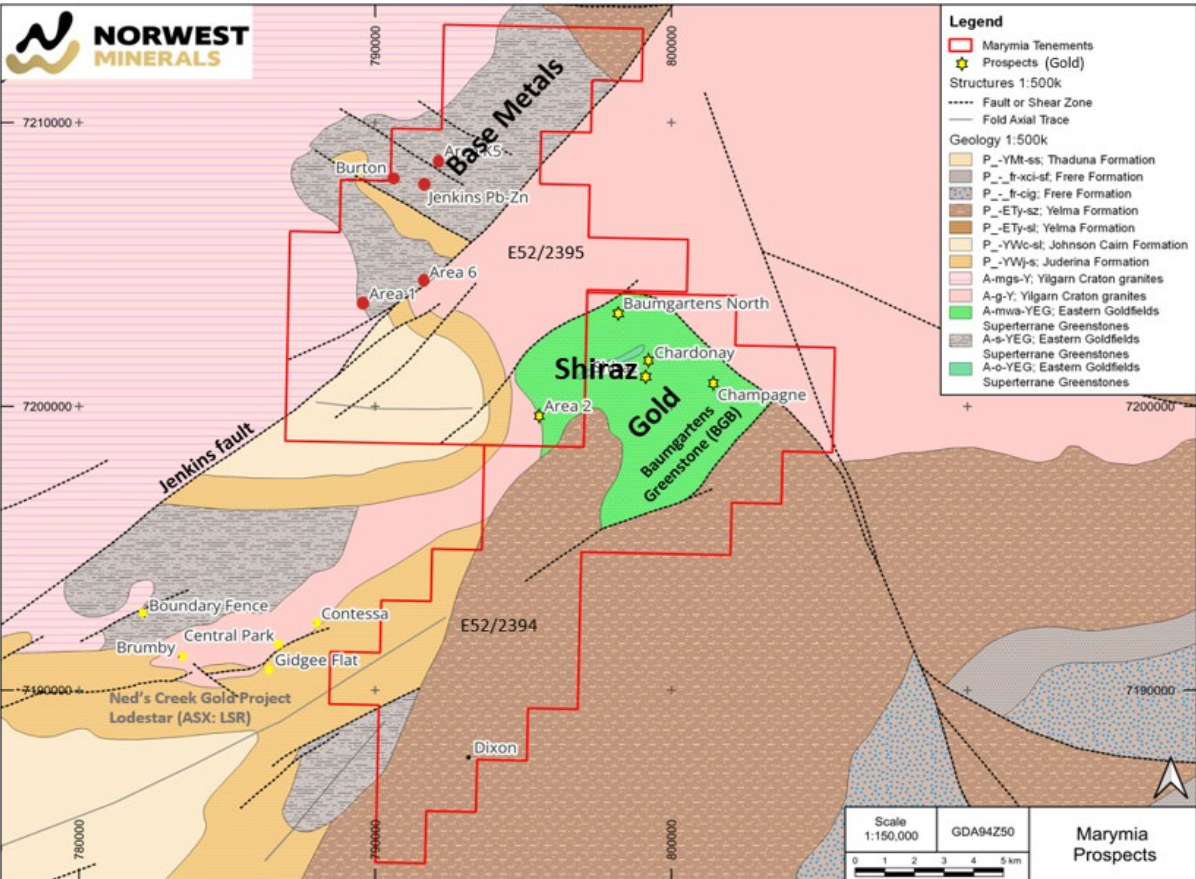 NORWEST
MINERALS
790000
800000
7210000
Base Metals
Burton
Jenkins Pb-Zn
E52/2395
Area 6
Area 1
Baumgartens North
Chardonay
Shiraz
Champagne
Area 2
Gold
Baumgartens
Greenstone (BGB)
7200000
7200000
Jenkins fault
Boundary Fence
Contessa
Central Park
Brumby
Gidgee Flat
E52/2394
7190000
7190000
Ned's Creek Gold Project
Lodestar (ASX: LSR)
Dixon
780000
790000
800000
Legend
Marymia Tenements
Prospects (Gold)
Structures 1:500k
Fault or Shear Zone
Fold Axial Trace
Geology 1:500k
P_-YMt-ss; Thaduna Formation
P_-_fr-xci-sf; Frere Formation
P_-_fr-cig; Frere Formation
P_-ETy-sz; Yelma Formation
P_-ETy-sl; Yelma Formation
P_-YWc-sl; Johnson Cairn Formation
P_-YWj-s; Juderina Formation
A-mgs-Y; Yilgarn Craton granites
A-g-Y; Yilgarn Craton granites
A-mwa-YEG; Eastern Goldfields
Superterrane Greenstones
A-s-YEG; Eastern Goldfields
Superterrane Greenstones
A-o-YEG; Eastern Goldfields
Superterrane Greenstones
Scale
1:150,000
GDA94Z50
0 1 2 3 4 5 km
Marymia
Prospects